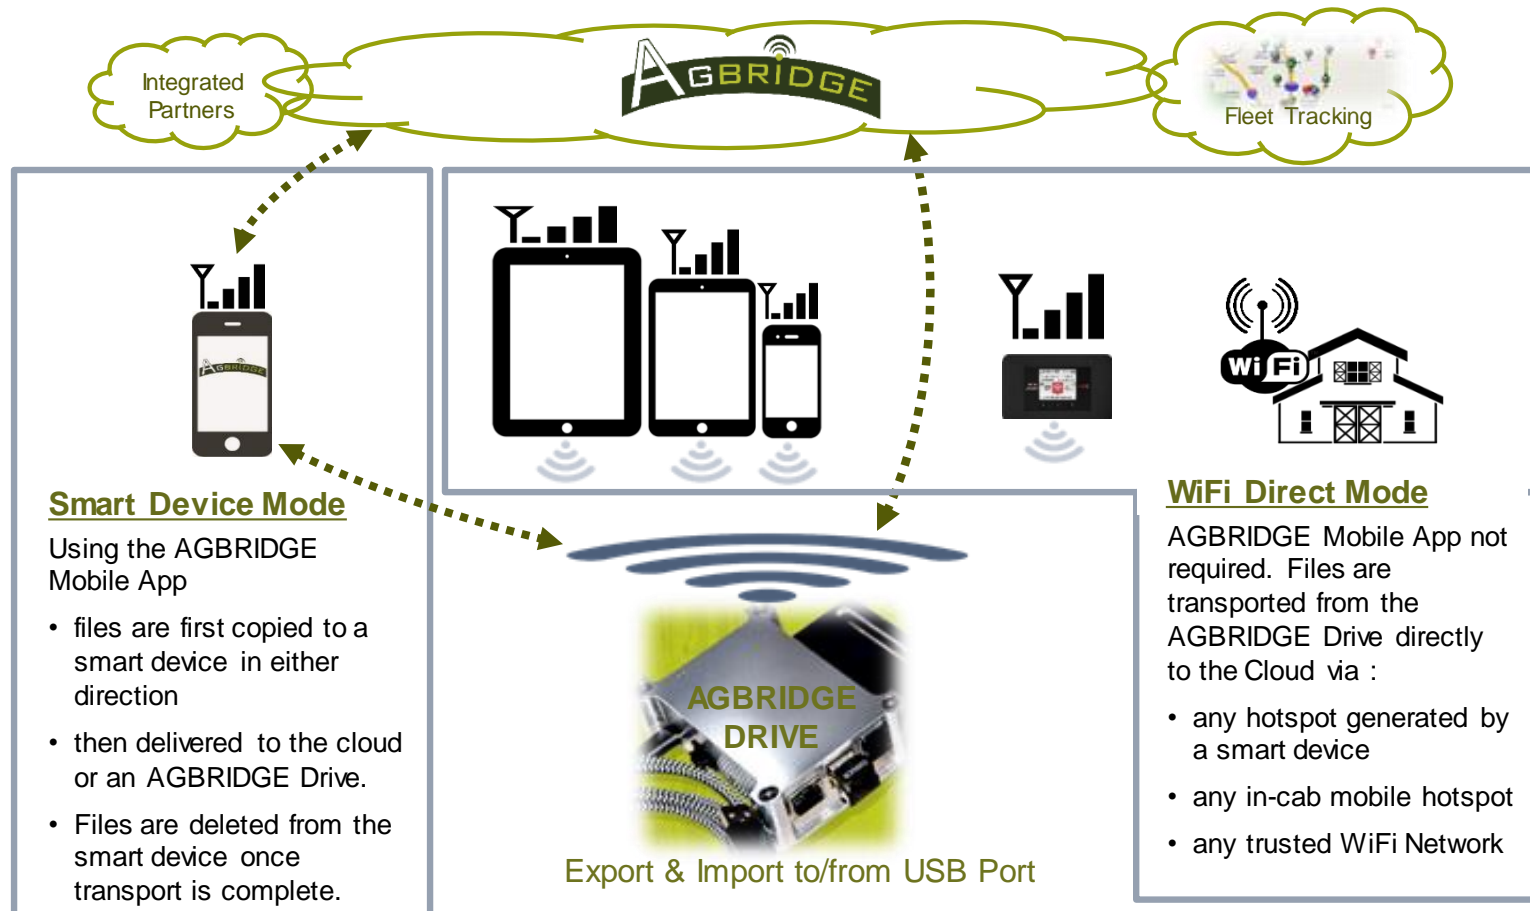 Integrated
Partners
AGBRIDGE
Fleet Tracking
AGBRIDGE
WiFi
Smart Device Mode
Using the AGBRIDGE
Mobile App
• files are first copied to a
smart device in either
direction
• then delivered to the cloud
or an AGBRIDGE Drive.
• Files are deleted from the
smart device once
transport is complete.
AGBRIDGE
DRIVE
Export & Import to/from USB Port
WiFi Direct Mode
AGBRIDGE Mobile App not
required. Files are
transported from the
AGBRIDGE Drive directly
to the Cloud via :
• any hotspot generated by
a smart device
• any in-cab mobile hotspot
• any trusted WiFi Network